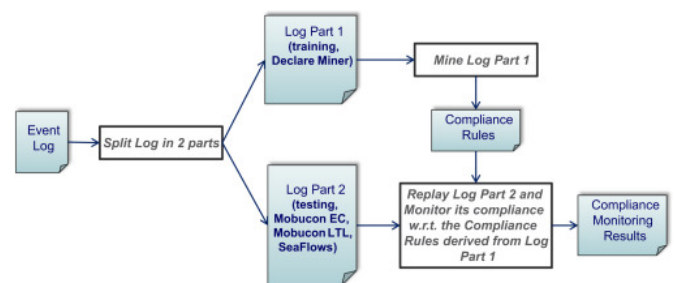 Event
Log
Split Log in 2 parts
Log Part 1
(training,
Declare Miner)
Mine Log Part 1
Compliance
Rules
Log Part 2
(testing,
Mobucon EC,
Mobucon LTL,
SeaFlows)
Replay Log Part 2 and
Monitor its compliance
w.r.t. the Compliance
Rules derived from Log
Part 1
Compliance
Monitoring
Results